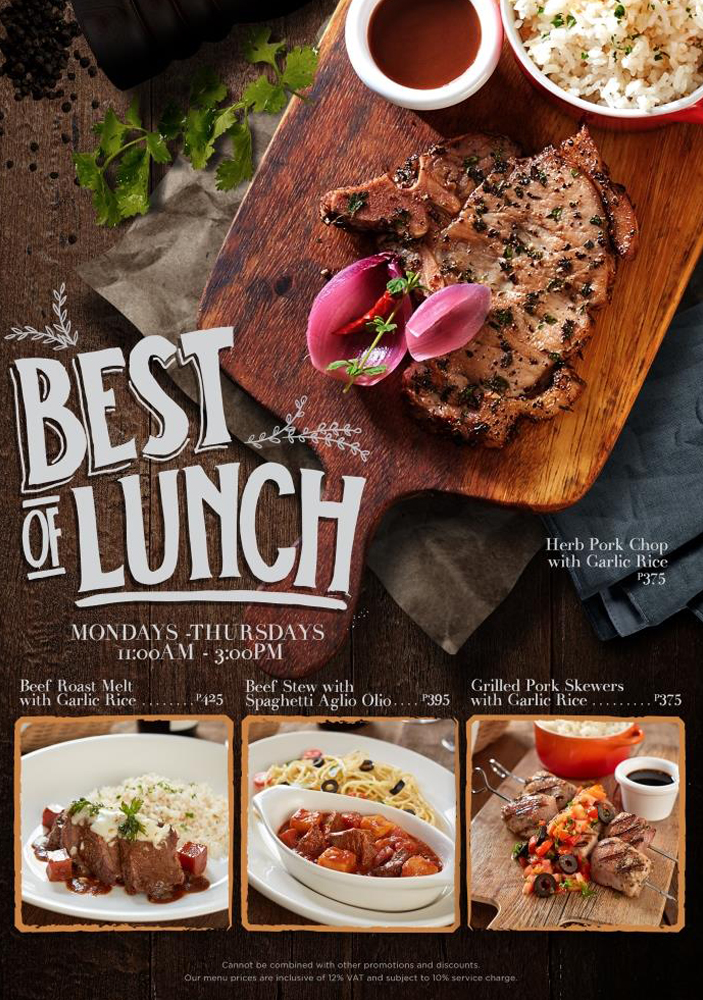 BEST
OF LUNCH
MONDAYS -THURSDAYS
11:00AM - 3:00PM
Herb Pork Chop
with Garlic Rice
₱375
Beef Roast Melt
with Garlic Rice ........ ₱425
Beef Stew with
Spaghetti Aglio Olio.... ₱395
Grilled Pork Skewers
with Garlic Rice ......... ₱375
Cannot be combined with other promotions and discounts.
Our menu prices are inclusive of 12% VAT and subject to 10% service charge.